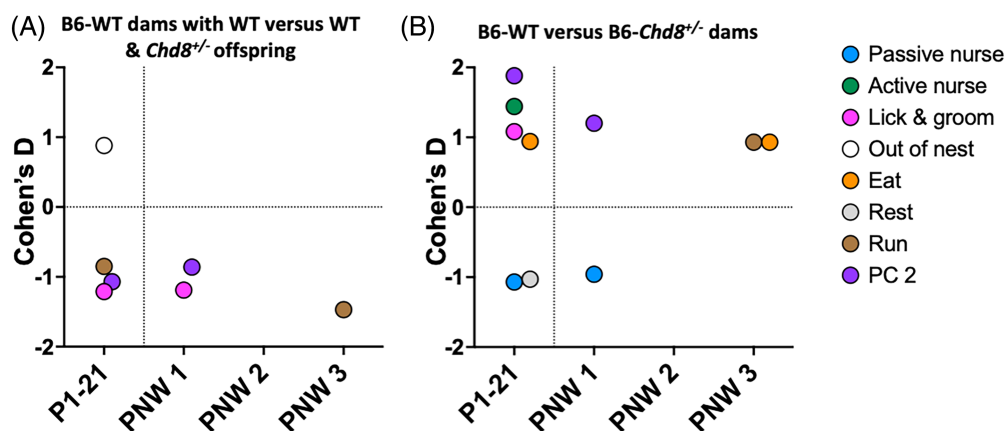 (A)
B6-WT dams with WT versus WT
& Chd8+/- offspring
2
1
0
-1
-2
Cohen's D
P1-21
PNW 1
PNW 2
PNW 3
(B)
B6-WT versus B6-Chd8+/- dams
2
1
0
-1
-2
Cohen's D
P1-21
PNW 1
PNW 2
PNW 3
Passive nurse
Active nurse
Lick & groom
Out of nest
Eat
Rest
Run
PC 2